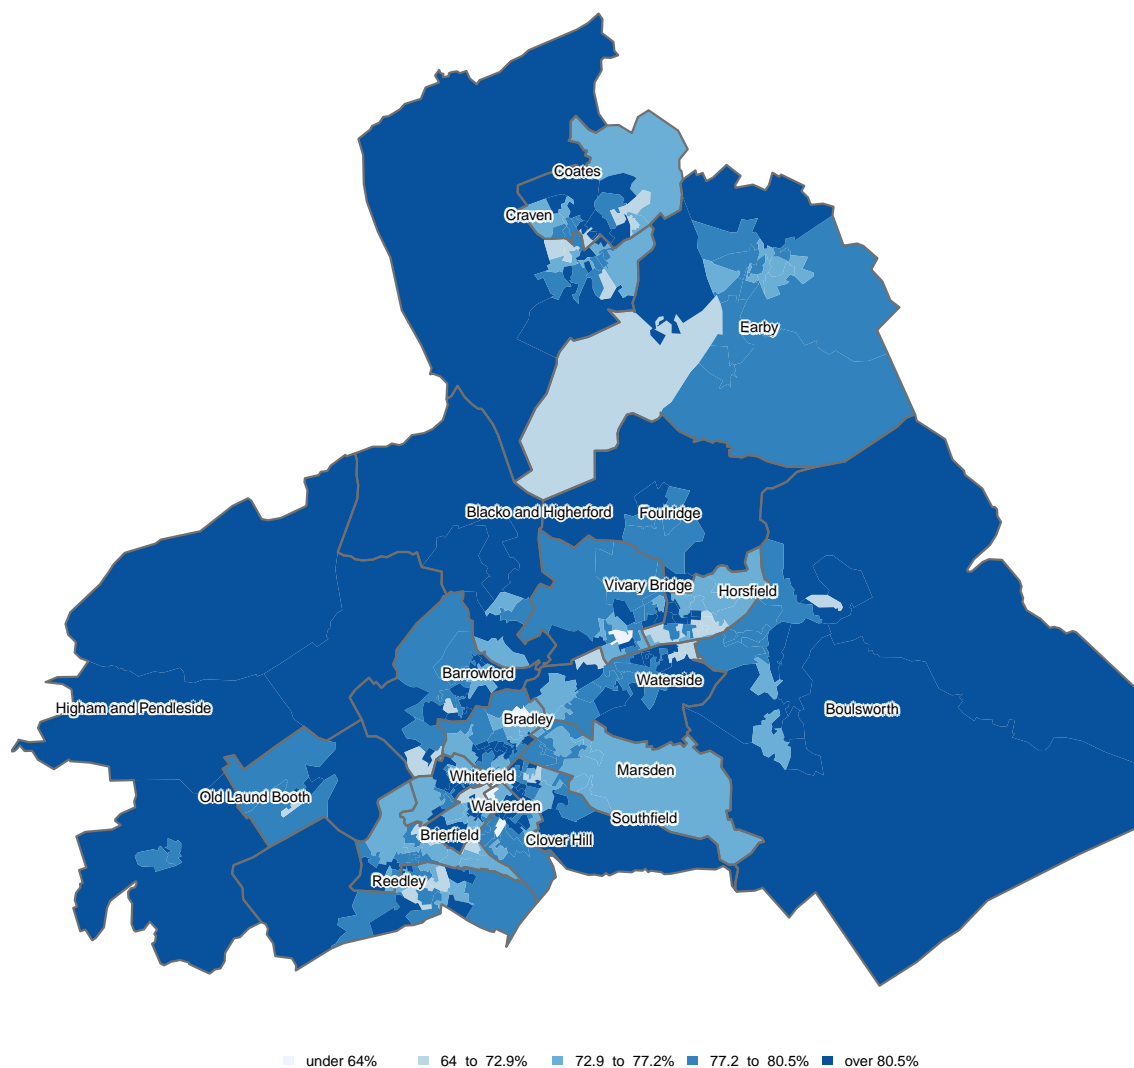 Coates
Craven
Earby
Blacko and Higherford
Foulridge
Vivary Bridge
Horsfield
Barrowford
Waterside
Higham and Pendleside
Boulsworth
Bradley
Marsden
Whitefield
Old Laund Booth
Walverden
Southfield
Brierfield
Clover Hill
Reedley
under 64% 64 to 72.9% 72.9 to 77.2% 77.2 to 80.5% over 80.5%